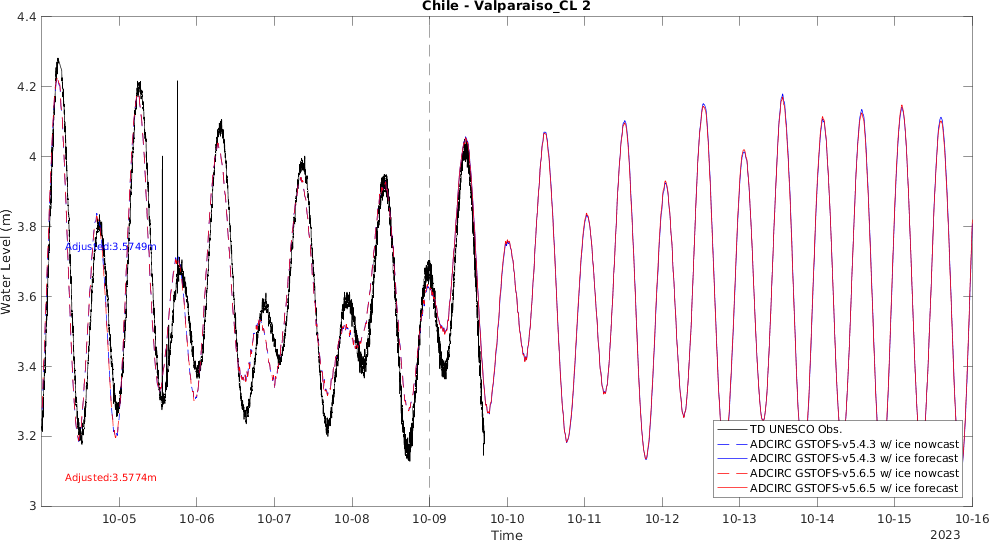 Chile - Valparaiso_CL 2
4.4
4.2
4
3.8
3.6
3.4
3.2
3
Water Level (m)
Adjusted:3.5749m
Adjusted:3.5774m
TD UNESCO Obs.
ADCIRC GSTOFS-v5.4.3 w/ ice nowcast
ADCIRC GSTOFS-v5.4.3 w/ ice forecast
ADCIRC GSTOFS-v5.6.5 w/ ice nowcast
ADCIRC GSTOFS-v5.6.5 w/ ice forecast
10-05 10-06 10-07 10-08 10-09 10-10 10-11 10-12 10-13 10-14 10-15 10-16
Time
2023